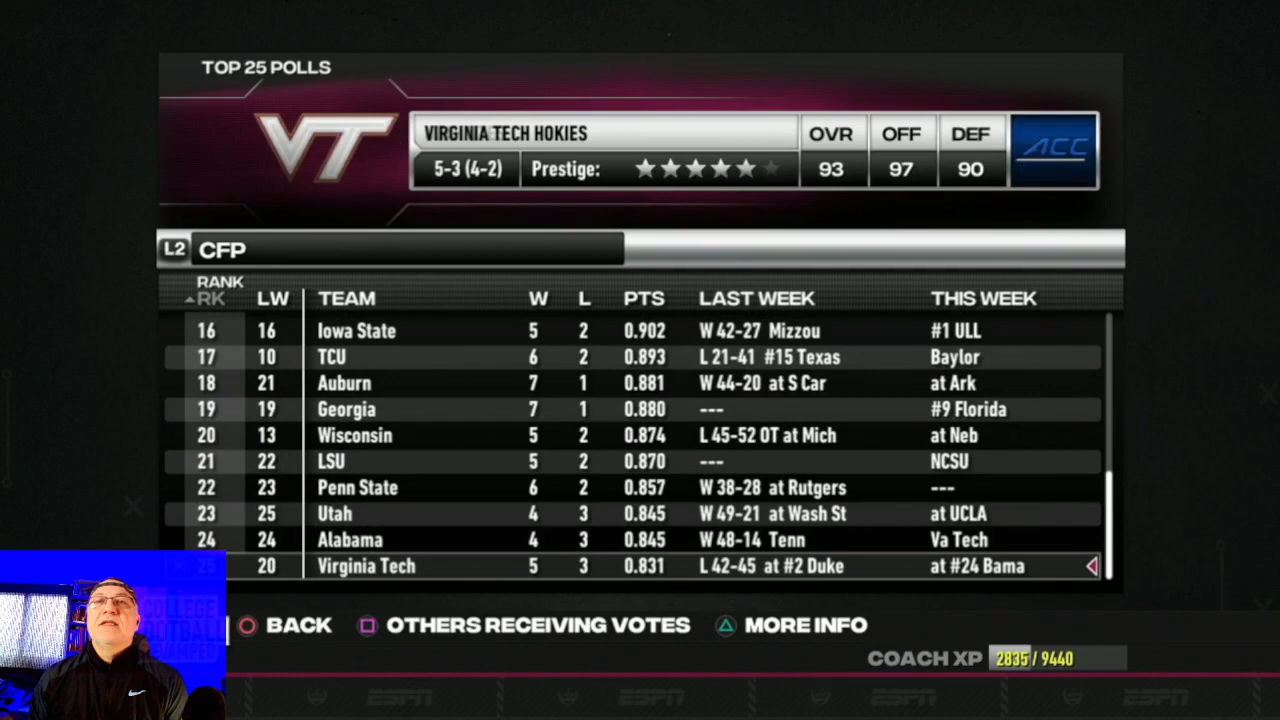 TOP 25 POLLS
VT
VIRGINIA TECH HOKIES OVR OFF DEF ACC
5-3 (4-2) Prestige: 93 97 90
L2 CFP
RANK
RK LW TEAM W L PTS LAST WEEK THIS WEEK
16 16 Iowa State 5 2 0.902 W 42-27 Mizzou #1 ULL
17 10 TCU 6 2 0.893 L 21-41 #15 Texas Baylor
18 21 Auburn 7 1 0.881 W 44-20 at S Car at Ark
19 19 Georgia 7 1 0.880 --- #9 Florida
20 13 Wisconsin 5 2 0.874 L 45-52 OT at Mich at Neb
21 22 LSU 5 2 0.870 --- NCSU
22 23 Penn State 6 2 0.857 W 38-28 at Rutgers ---
23 25 Utah 4 3 0.845 W 49-21 at Wash St at UCLA
24 24 Alabama 4 3 0.845 W 48-14 Tenn Va Tech
25 20 Virginia Tech 5 3 0.831 L 42-45 at #2 Duke at #24 Bama
COLLEGE
FOOTBALL
REVAMPED
BACK OTHERS RECEIVING VOTES MORE INFO
COACH XP 2835 / 9440
ESPN ESPN ESPN ESPN